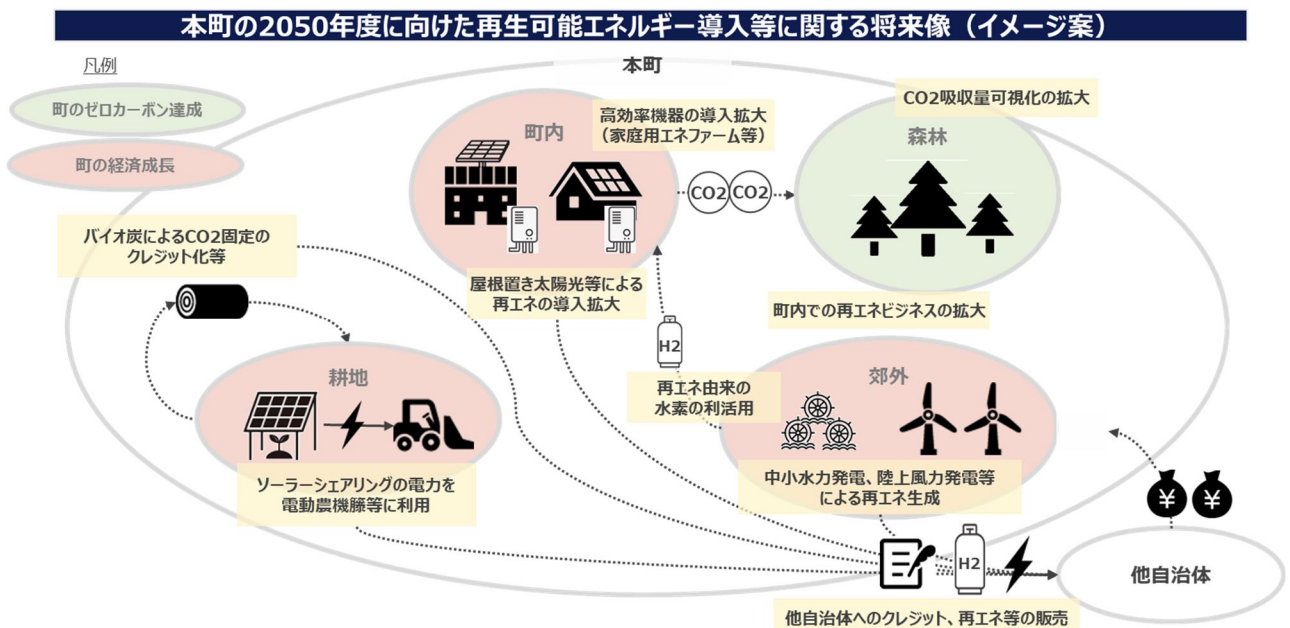 本町の2050年度に向けた再生可能エネルギー導入等に関する将来像（イメージ案）
凡例
町のゼロカーボン達成
町の経済成長
本町
町内
高効率機器の導入拡大
（家庭用エネファーム等）
CO2吸収量可視化の拡大
森林
CO2
CO2
バイオ炭によるCO2固定の
クレジット化等
屋根置き太陽光等による
再エネの導入拡大
町内での再エネビジネスの拡大
H2
耕地
再エネ由来の
水素の利活用
郊外
ソーラーシェアリングの電力を
電動農機籐等に利用
中小水力発電、陸上風力発電等
による再エネ生成
¥
¥
H2
他自治体
他自治体へのクレジット、再エネ等の販売